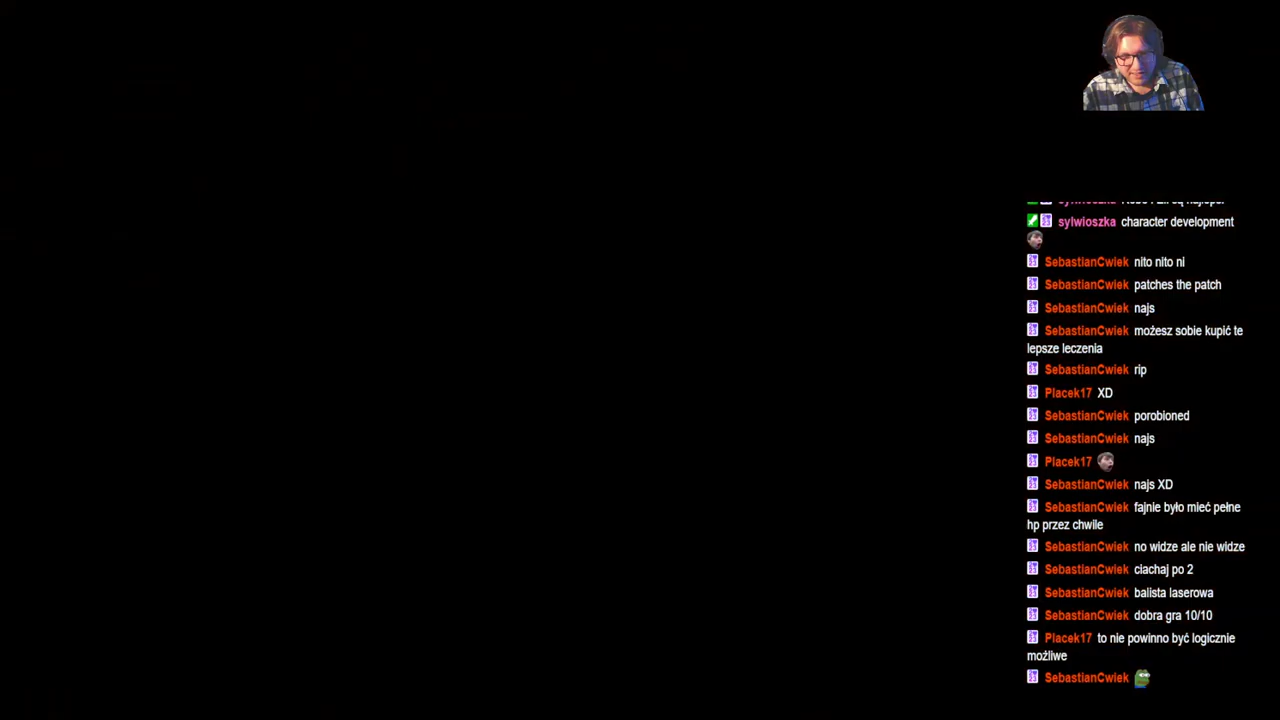 sylwioszka character development
SebastianCwiek nito nito ni
SebastianCwiek patches the patch
SebastianCwiek najs
SebastianCwiek możesz sobie kupić te
lepsze leczenia
SebastianCwiek rip
Placek17 XD
SebastianCwiek porobioned
SebastianCwiek najs
Placek17
SebastianCwiek najs XD
SebastianCwiek fajnie było mieć pełne
hp przez chwile
SebastianCwiek no widze ale nie widze
SebastianCwiek ciachaj po 2
SebastianCwiek balista laserowa
SebastianCwiek dobra gra 10/10
Placek17 to nie powinno być logicznie
możliwe
SebastianCwiek